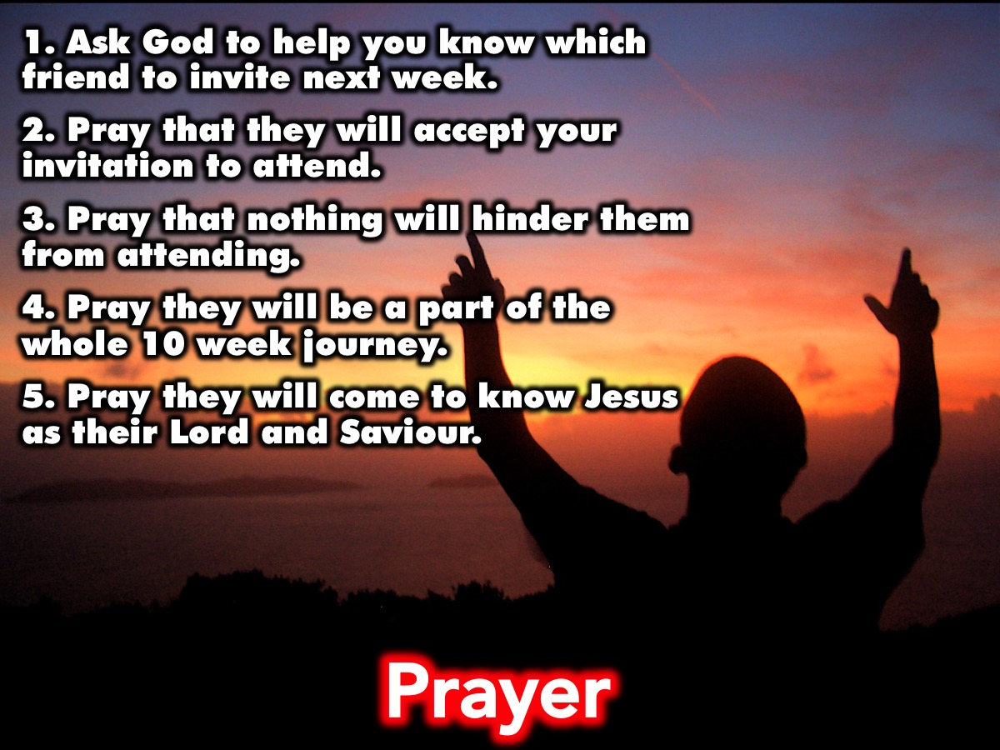 1. Ask God to help you know which
friend to invite next week.
2. Pray that they will accept your
invitation to attend.
3. Pray that nothing will hinder them
from attending.
4. Pray they will be a part of the
whole 10 week journey.
5. Pray they will come to know Jesus
as their Lord and Saviour.
Prayer